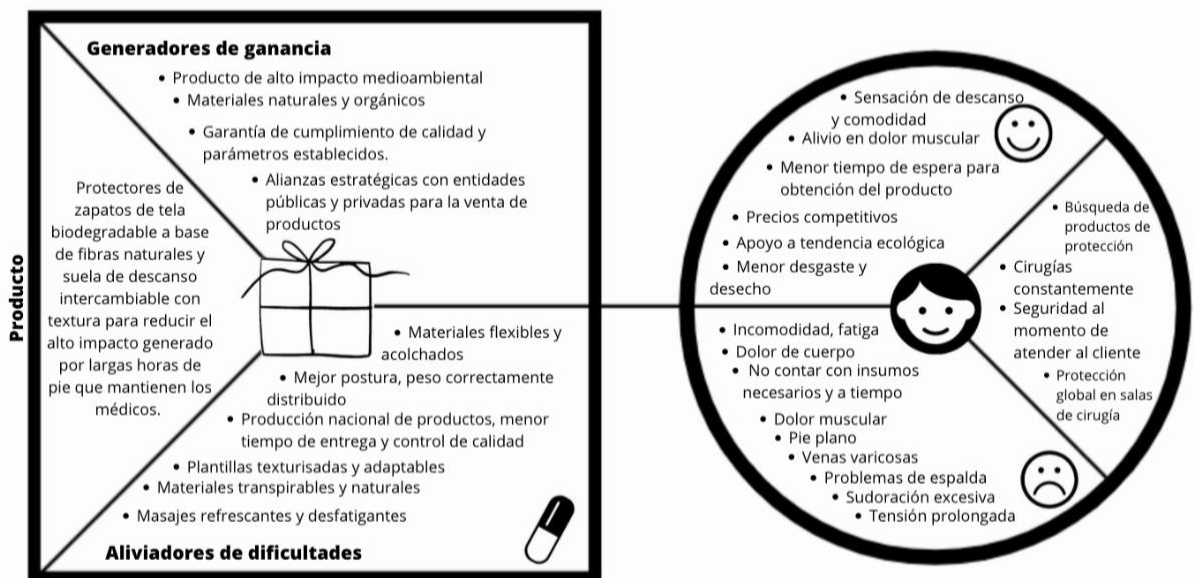 Generadores de ganancia
• Producto de alto impacto medioambiental
• Materiales naturales y orgánicos
• Garantía de cumplimiento de calidad y
parámetros establecidos.
• Alianzas estratégicas con entidades
públicas y privadas para la venta de
productos
Producto
Protectores de
zapatos de tela
biodegradable a base
de fibras naturales y
suela de descanso
intercambiable con
textura para reducir el
alto impacto generado
por largas horas de
pie que mantienen los
médicos.
• Materiales flexibles y
acolchados
• Mejor postura, peso correctamente
distribuido
• Producción nacional de productos, menor
tiempo de entrega y control de calidad
• Plantillas texturisadas y adaptables
• Materiales transpirables y naturales
• Masajes refrescantes y desfatigantes
Aliviadores de dificultades
• Sensación de descanso
y comodidad
• Alivio en dolor muscular
• Menor tiempo de espera para
obtención del producto
• Precios competitivos
• Apoyo a tendencia ecológica
• Menor desgaste y
desecho
• Búsqueda de
productos de
protección
• Cirugías
constantemente
• Seguridad al
momento de
atender al cliente
• Protección
global en salas
de cirugía
• Incomodidad, fatiga
• Dolor de cuerpo
• No contar con insumos
necesarios y a tiempo
• Dolor muscular
• Pie plano
• Venas varicosas
• Problemas de espalda
• Sudoración excesiva
• Tensión prolongada